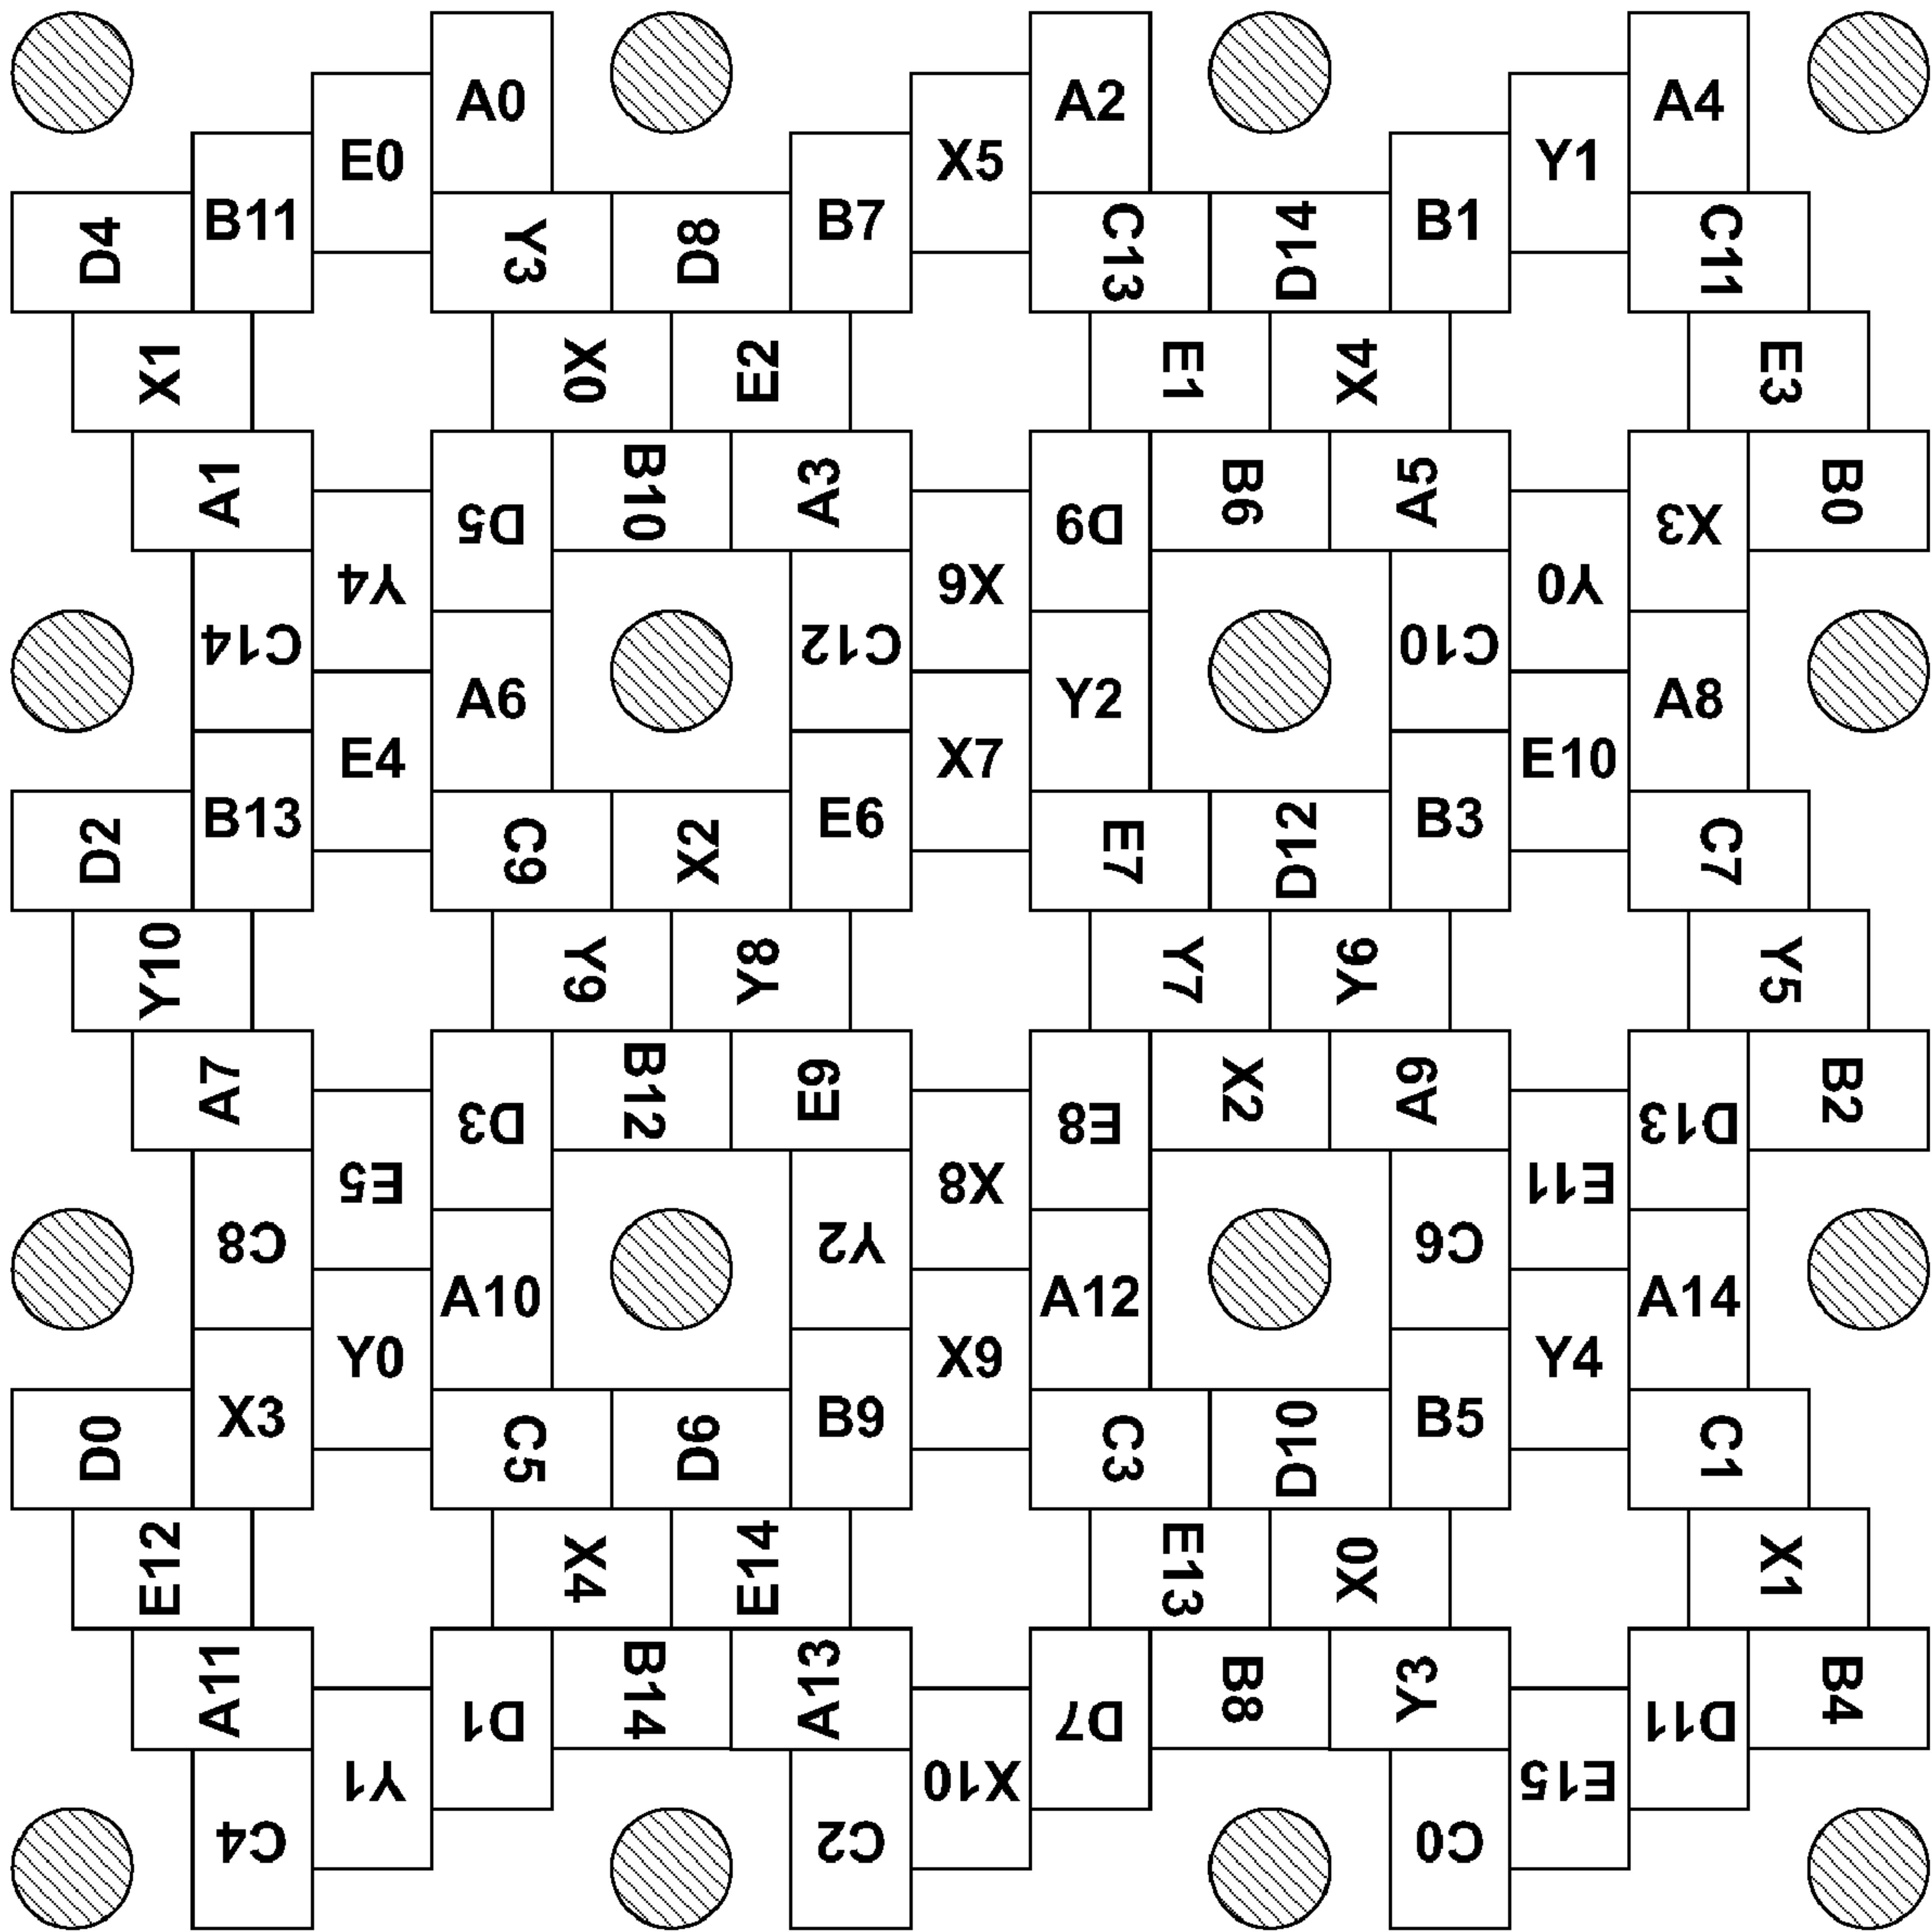 A0 A2 A4
E0 X5 Y1
B11 B7 B1
D4 Y3 D8 C13 D14 C11
X1 X0 E2 E1 X4 E3
A1 D5 B10 A3 D9 B6 A5 X3 B0
Y4 X6 Y0
C14 C12 C10
A6 Y2 A8
E4 X7 E10
B13 E6 B3
D2 C9 X2 E7 D12 C7
Y10 Y9 Y8 Y7 Y6 Y5
A7 D3 B12 E9 E8 X2 A9 D13 B2
E5 X8 E11
C8 Y2 C6
A10 A12 A14
Y0 X9 Y4
X3 B9 B5
D0 C5 D6 C3 D10 C1
E12 X4 E14 E13 X0 X1
A11 D1 B14 A13 D7 B8 Y3 D11 B4
Y1 X10 E15
C4 C2 C0